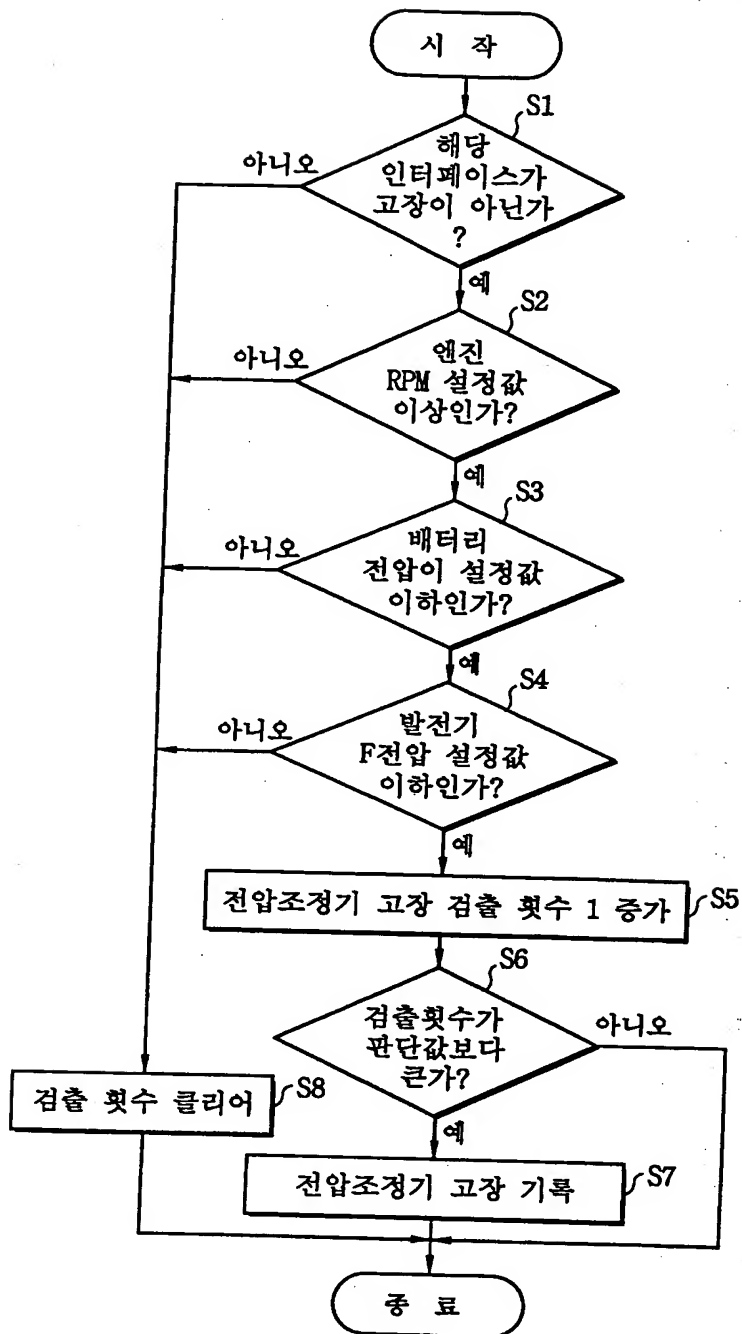 시 작
S1
해당
인터페이스가
고장이 아닌가
?
아니오
예
S2
엔진
RPM 설정값
이상인가?
아니오
예
S3
배터리
전압이 설정값
이하인가?
아니오
예
S4
발전기
F전압 설정값
이하인가?
아니오
예
전압조정기 고장 검출 횟수 1 증가
S5
S6
검출횟수가
판단값보다
큰가?
아니오
예
검출 횟수 클리어
S8
전압조정기 고장 기록
S7
종 료